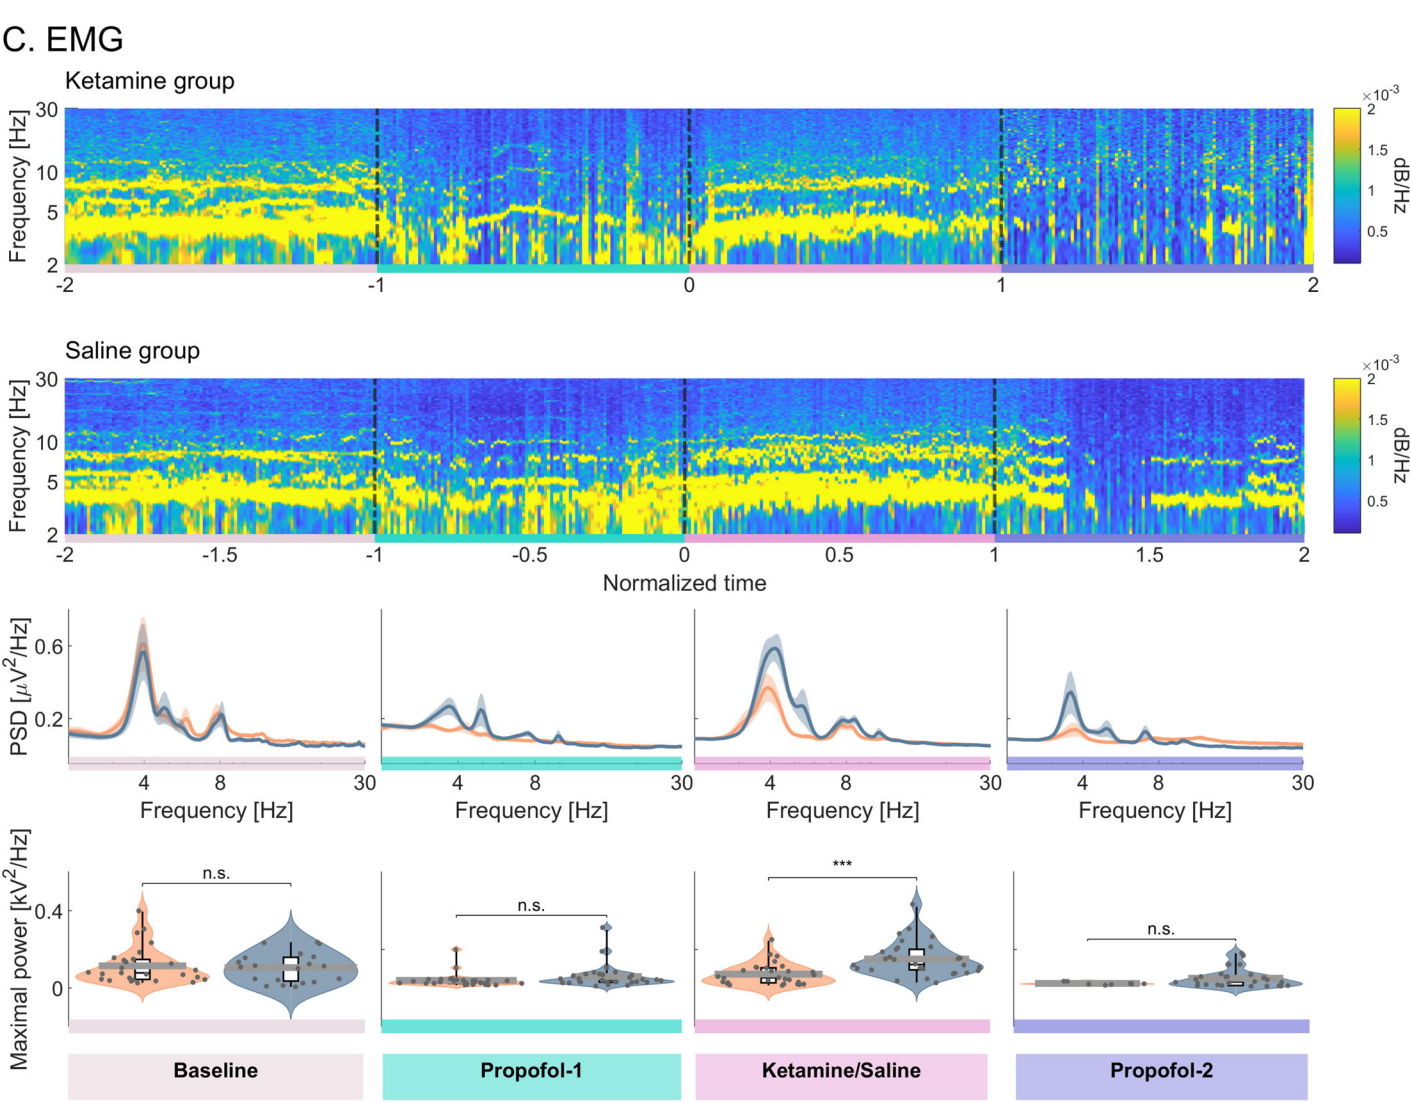 C. EMG
Ketamine group
Frequency [Hz]
30
10
5
2
-2
-1
0
1
2
×10⁻³
2
1.5
1
0.5
dB/Hz
Saline group
Frequency [Hz]
30
10
5
2
-2
-1.5
-1
-0.5
0
0.5
1
1.5
2
Normalized time
×10⁻³
2
1.5
1
0.5
dB/Hz
PSD [μV²/Hz]
0.6
0.2
4 8 30
Frequency [Hz]
4 8 30
Frequency [Hz]
4 8 30
Frequency [Hz]
4 8 30
Frequency [Hz]
Maximal power [kV²/Hz]
0.4
0
n.s.
n.s.
***
n.s.
Baseline
Propofol-1
Ketamine/Saline
Propofol-2